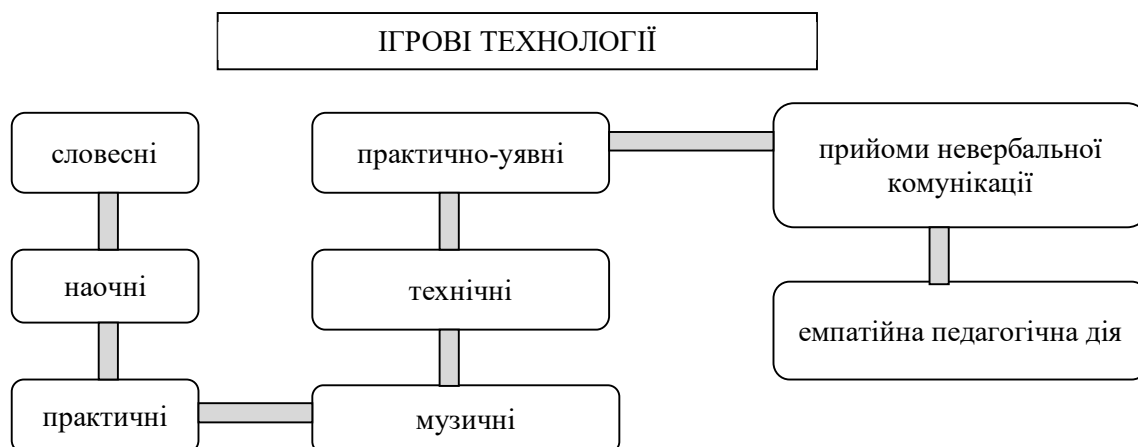 ІГРОВІ ТЕХНОЛОГІЇ
словесні
наочні
практичні
музичні
технічні
практично-уявні
прийоми невербальної
комунікації
емпатійна педагогічна дія